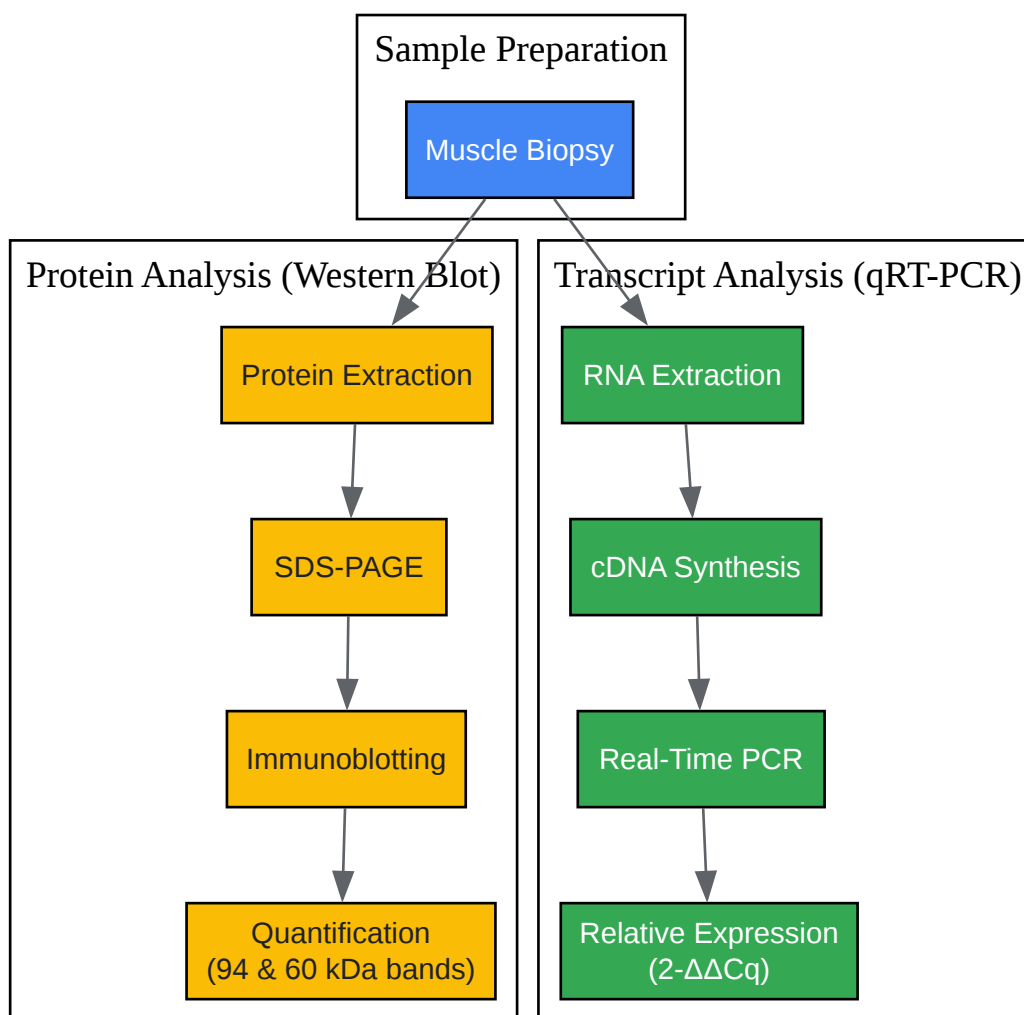 Sample Preparation
Muscle Biopsy
Protein Analysis (Western Blot)
Protein Extraction
SDS-PAGE
Immunoblotting
Quantification
(94 & 60 kDa bands)
Transcript Analysis (qRT-PCR)
RNA Extraction
cDNA Synthesis
Real-Time PCR
Relative Expression
(2-ΔΔCq)